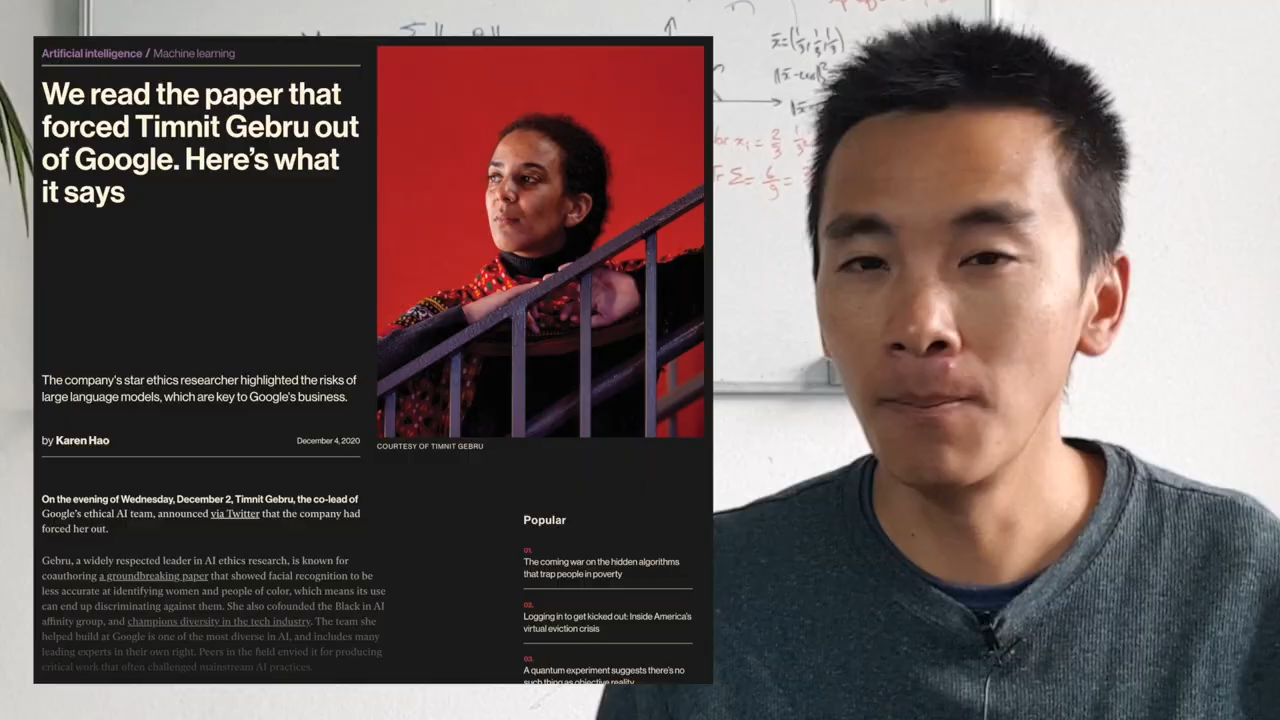 Artificial intelligence / Machine learning
We read the paper that
forced Timnit Gebru out
of Google. Here's what
it says
The company's star ethics researcher highlighted the risks of
large language models, which are key to Google's business.
by Karen Hao
December 4, 2020
COURTESY OF TIMNIT GEBRU
On the evening of Wednesday, December 2, Timnit Gebru, the co-lead of
Google's ethical AI team, announced via Twitter that the company had
forced her out.
Gebru, a widely respected leader in AI ethics research, is known for
coauthoring a groundbreaking paper that showed facial recognition to be
less accurate at identifying women and people of color, which means its use
can end up discriminating against them. She also cofounded the Black in AI
affinity group, and champions diversity in the tech industry. The team she
helped build at Google is one of the most diverse in AI, and includes many
leading experts in their own right. Peers in the field envied it for producing
critical work that often challenged mainstream AI practices.
Popular
01.
The coming war on the hidden algorithms
that trap people in poverty
02.
Logging in to get kicked out: Inside America's
virtual eviction crisis
03.
A quantum experiment suggests there's no
such thing as objective reality